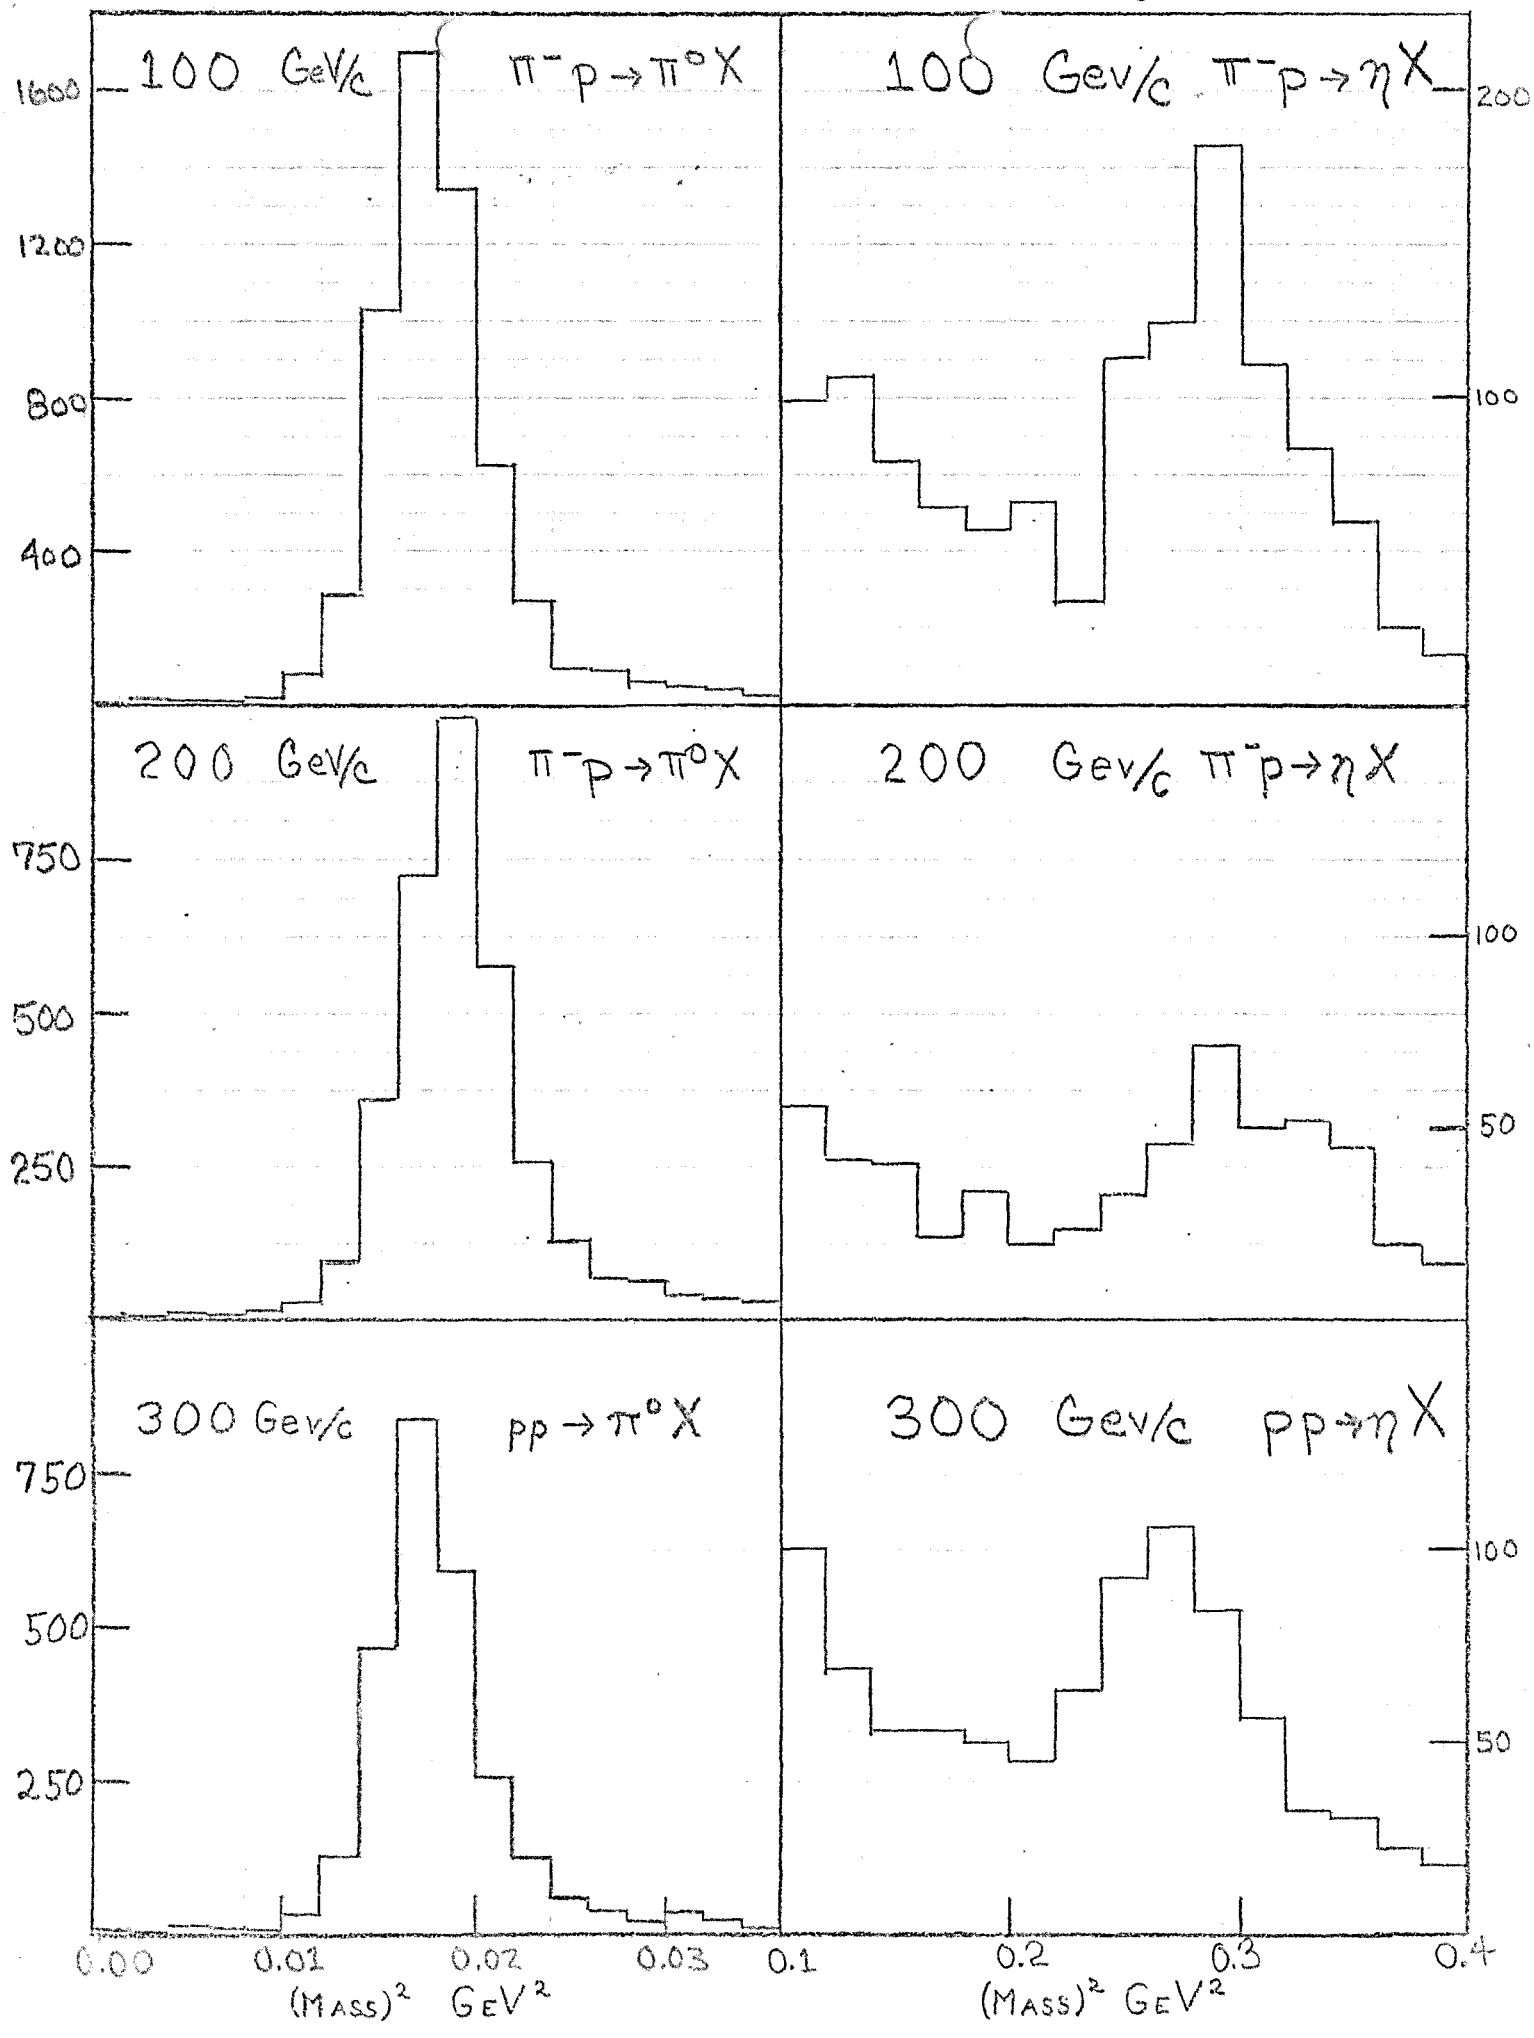 100 GeV/c π⁻p→π⁰X
1600
1200
800
400
100 Gev/c π⁻p→ηX
200
100
200 GeV/c π⁻p→π⁰X
750
500
250
200 Gev/c π⁻p→ηX
100
50
300 Gev/c pp→π⁰X
750
500
250
300 Gev/c pp→ηX
100
50
0.00 0.01 0.02 0.03 0.1 0.2 0.3 0.4
(MASS)² GEV² (MASS)² GEV²